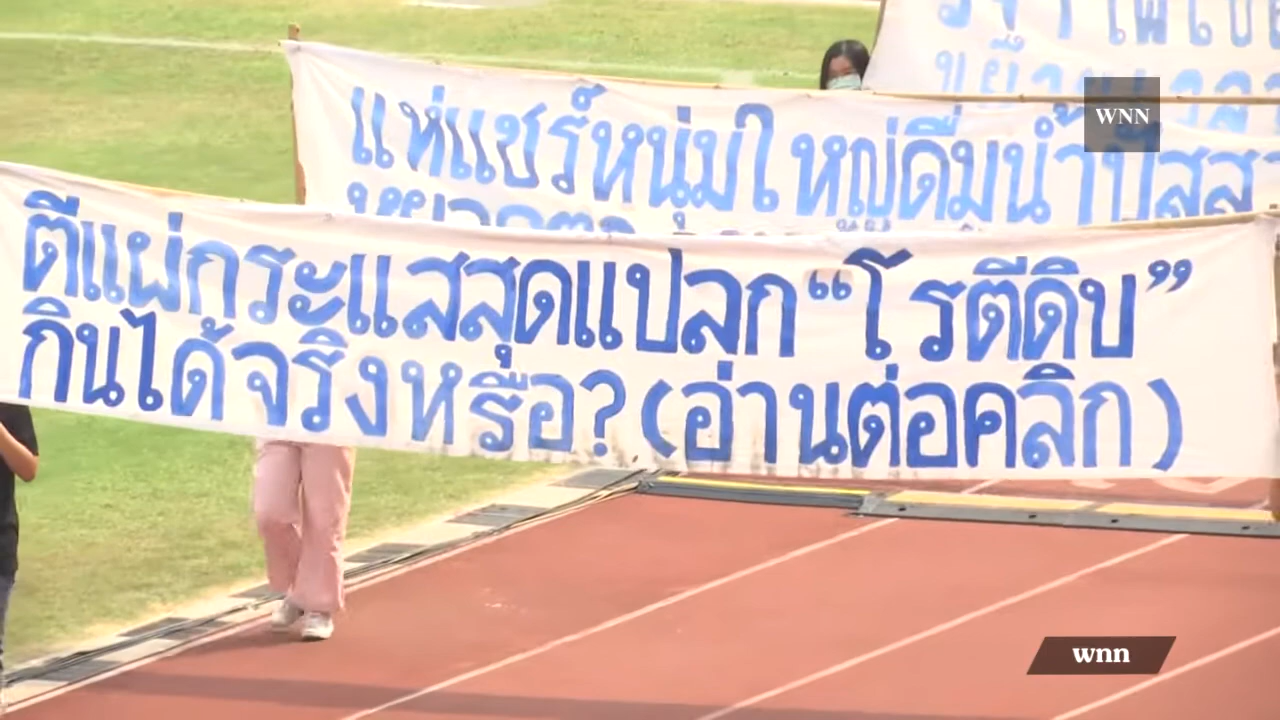 WNN
แห่แชร์หนุ่มใหญ่ดื่มน้ำปัสสา
ตีแผ่กระแสสุดแปลก “โรตีดิบ”
กินได้จริงหรือ? (อ่านต่อคลิก)
wnn